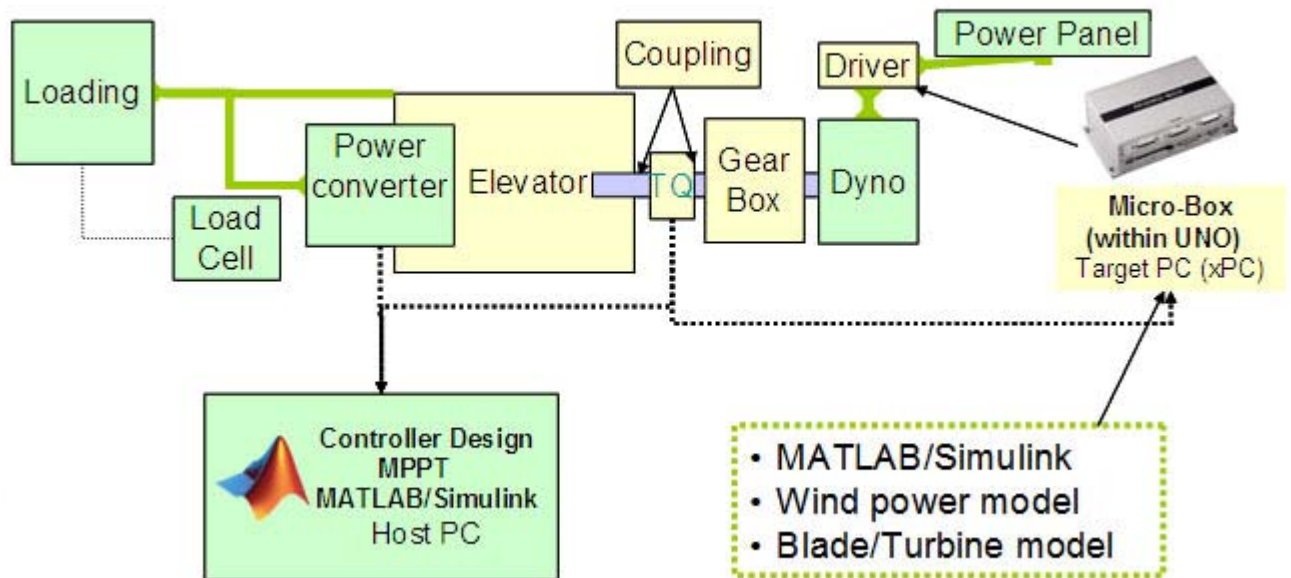 Loading
Load
Cell
Power
converter
Elevator
Coupling
TQ
Gear
Box
Dyno
Driver
Power Panel
Micro-Box
(within UNO)
Target PC (xPC)
Controller Design
MPPT
MATLAB/Simulink
Host PC
• MATLAB/Simulink
• Wind power model
• Blade/Turbine model